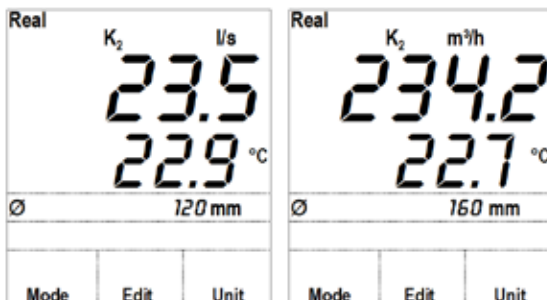 Real
K₂ l/s
23.5
22.9 °C
Ø 120 mm
Mode Edit Unit
Real
K₂ m³/h
234.2
22.7 °C
Ø 160 mm
Mode Edit Unit